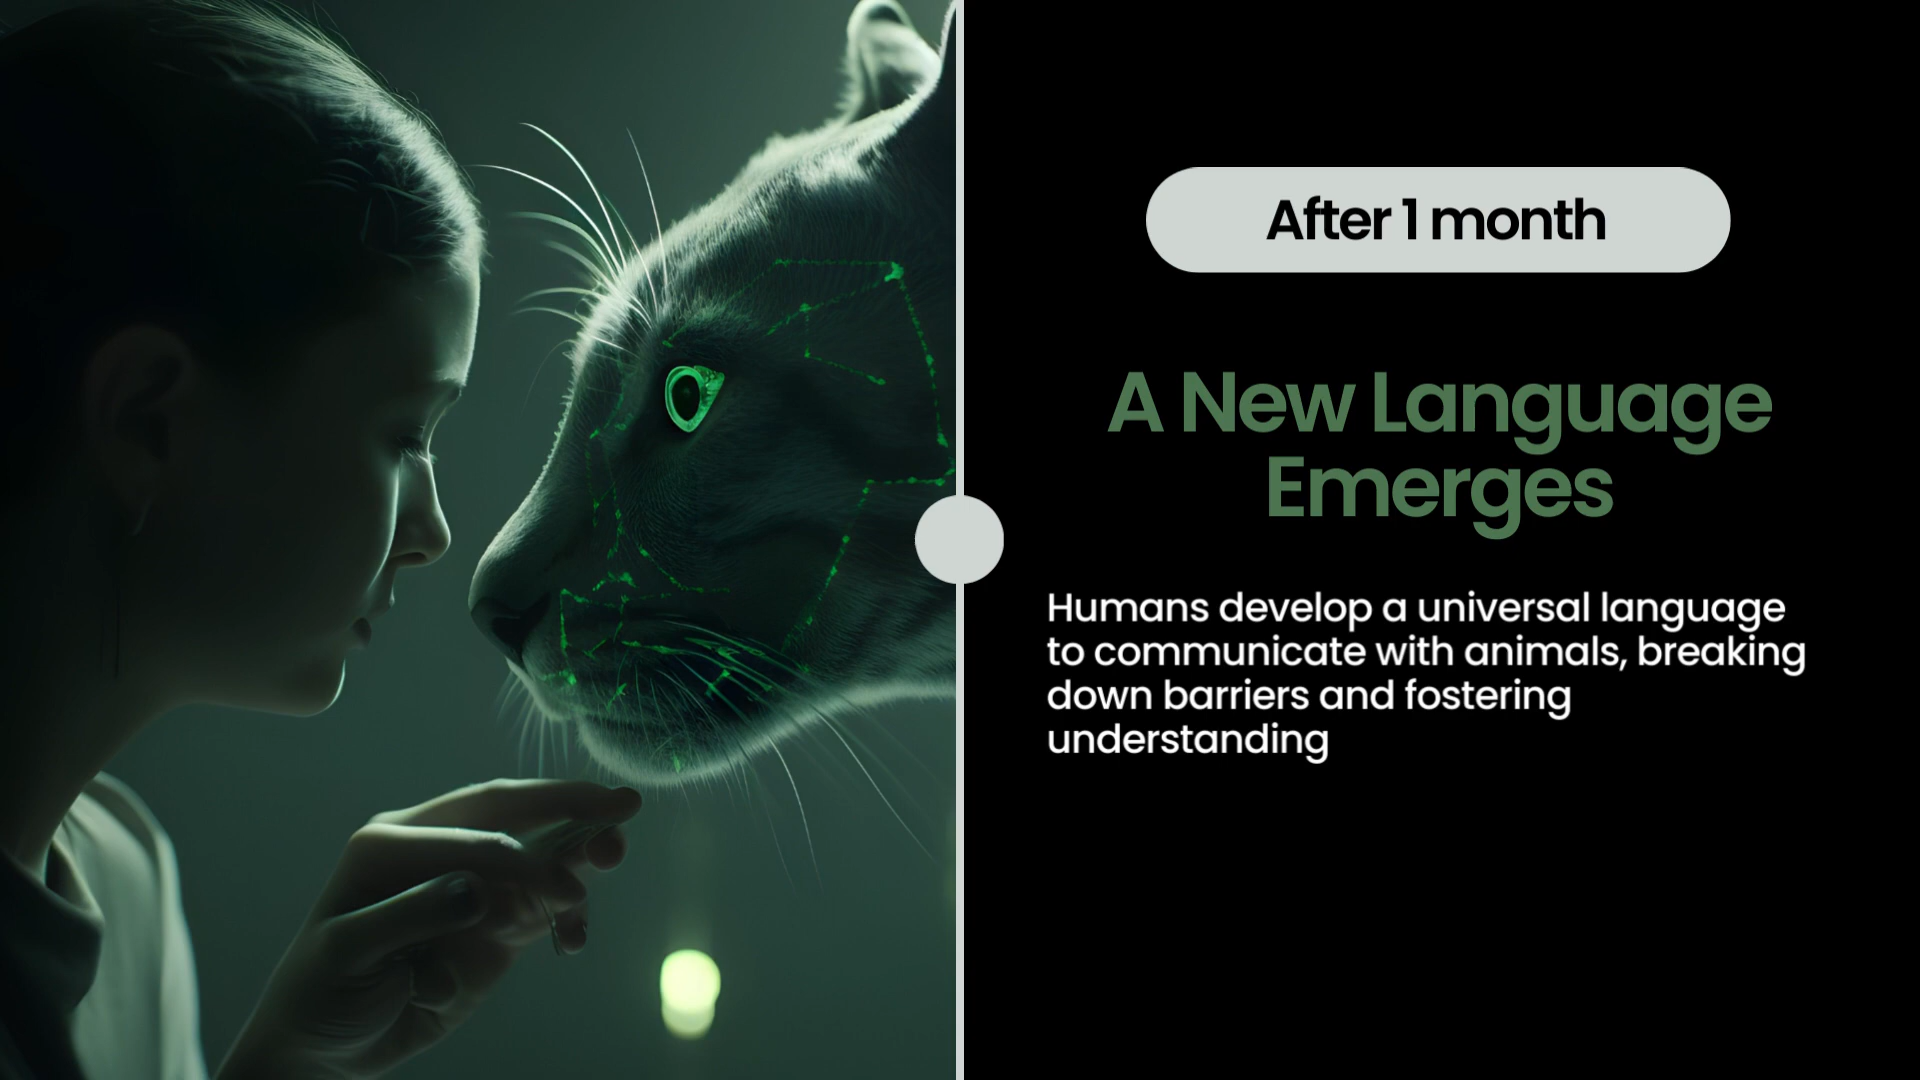 After 1 month
A New Language
Emerges
Humans develop a universal language
to communicate with animals, breaking
down barriers and fostering
understanding